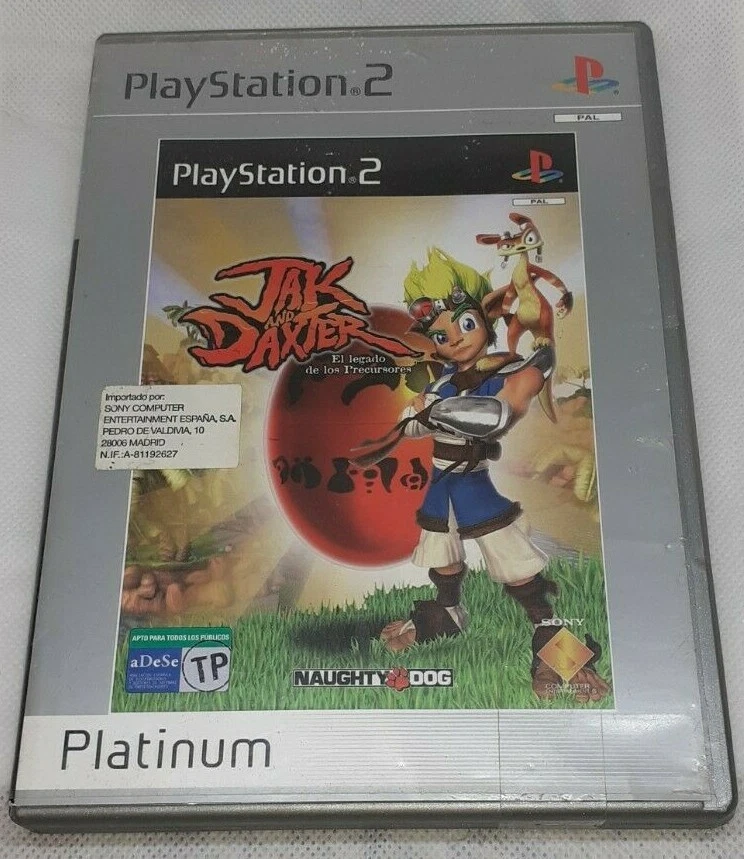 PlayStation®2
PAL
PlayStation®2
PAL
JAK
AND
DAXTER
El legado
de los Precursores
Importado por:
SONY COMPUTER
ENTERTAINMENT ESPAÑA, S.A.
PEDRO DE VALDIVIA, 10
28006 MADRID
N.I.F.:A-81192627
APTO PARA TODOS LOS PÚBLICOS
aDeSe
TP
NAUGHTY DOG
SONY
COMPUTER
Platinum